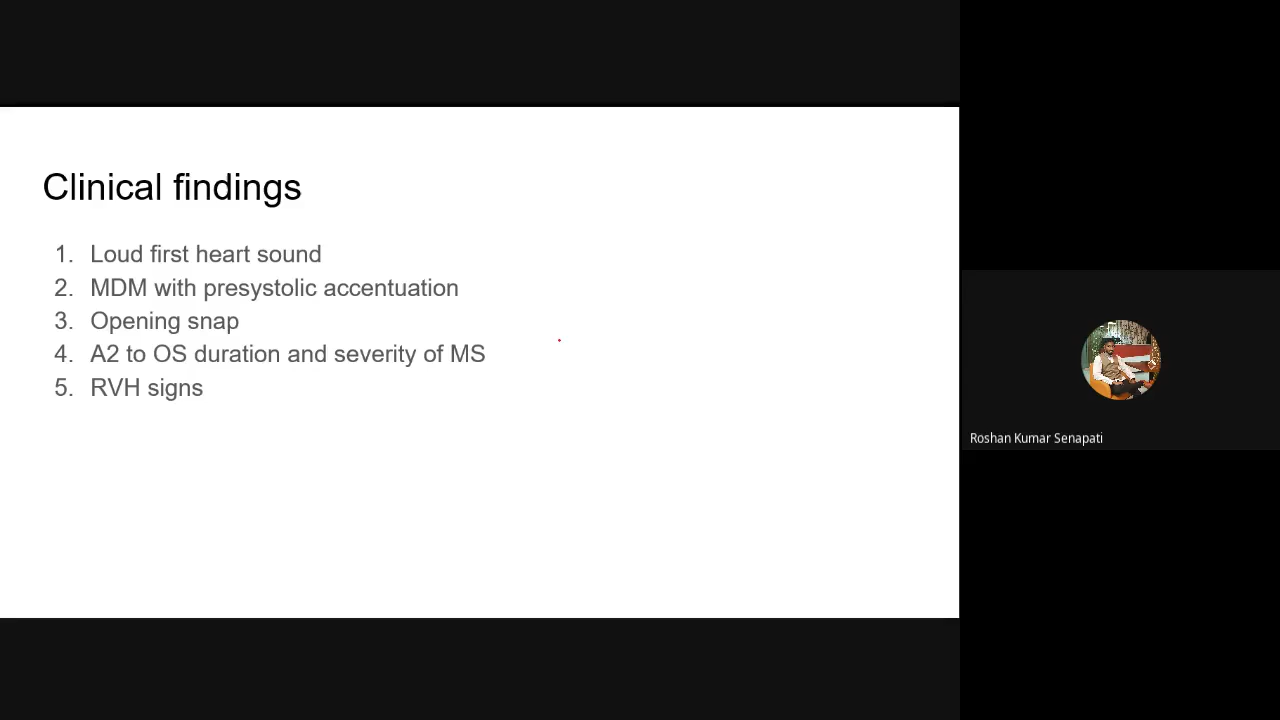 Clinical findings
1. Loud first heart sound
2. MDM with presystolic accentuation
3. Opening snap
4. A2 to OS duration and severity of MS
5. RVH signs
Roshan Kumar Senapati